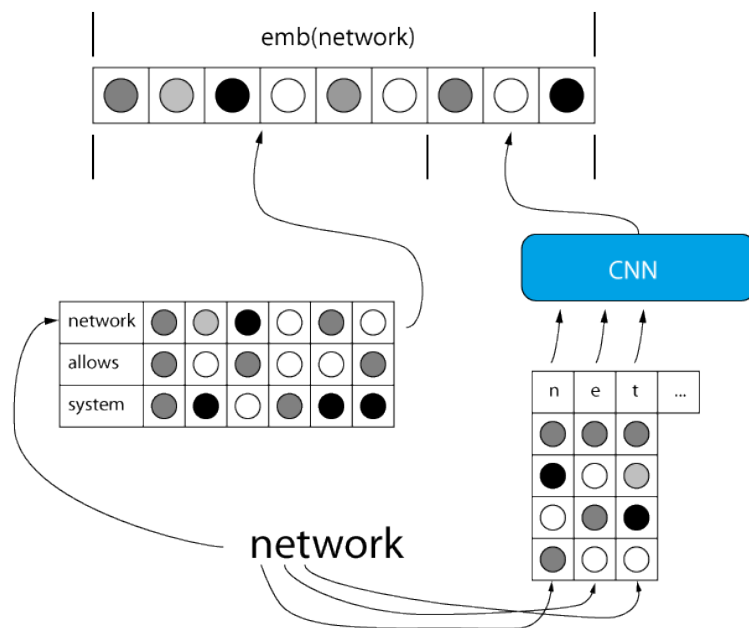 emb(network)
CNN
network
allows
system
n e t ...
network